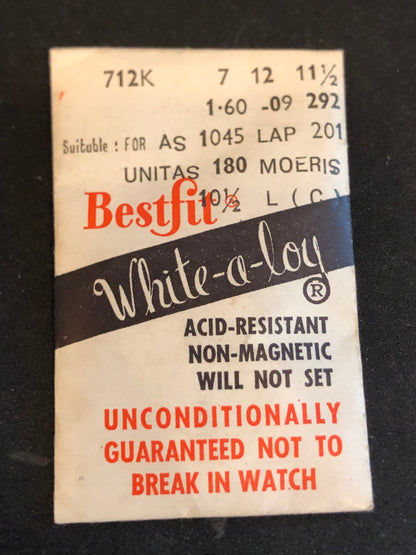 712K 7 12 11½
1·60 -09 292
Suitable : FOR AS 1045 LAP 201
UNITAS 180 MOERIS
10½ L (C)
Bestfit®
White-a-loy®
ACID-RESISTANT
NON-MAGNETIC
WILL NOT SET
UNCONDITIONALLY
GUARANTEED NOT TO
BREAK IN WATCH